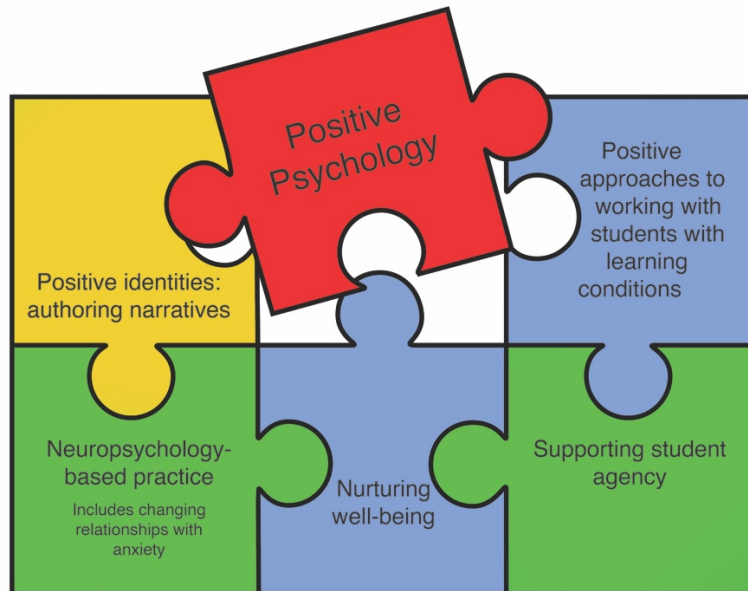 Positive
Psychology
Positive
approaches to
working with
students with
learning
conditions
Positive identities:
authoring narratives
Neuropsychology-
based practice
Includes changing
relationships with
anxiety
Nurturing
well-being
Supporting student
agency